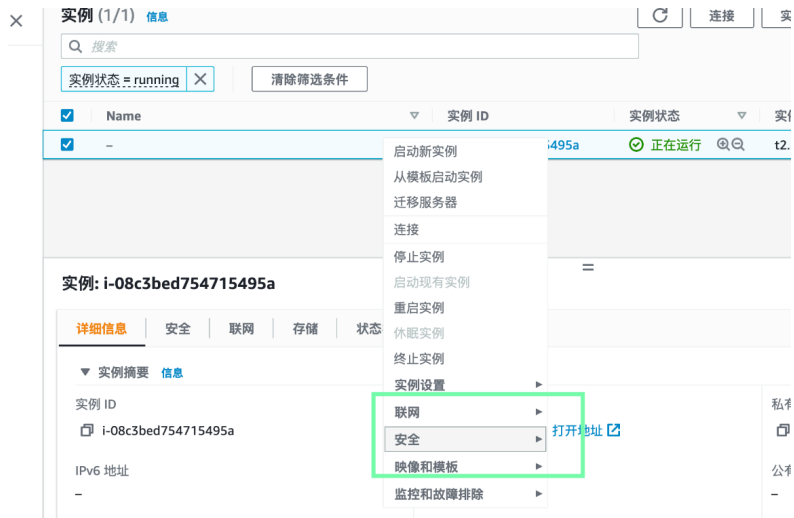 实例 (1/1) 信息
连接
搜索
实例状态 = running
清除筛选条件
Name
实例 ID
实例状态
–
5495a
正在运行
t2.
启动新实例
从模板启动实例
迁移服务器
连接
停止实例
启动现有实例
重启实例
休眠实例
终止实例
实例设置
联网
安全
映像和模板
监控和故障排除
实例: i-08c3bed754715495a
详细信息
安全
联网
存储
状态
实例摘要 信息
实例 ID
i-08c3bed754715495a
打开地址
IPv6 地址
–
私有
公有
–